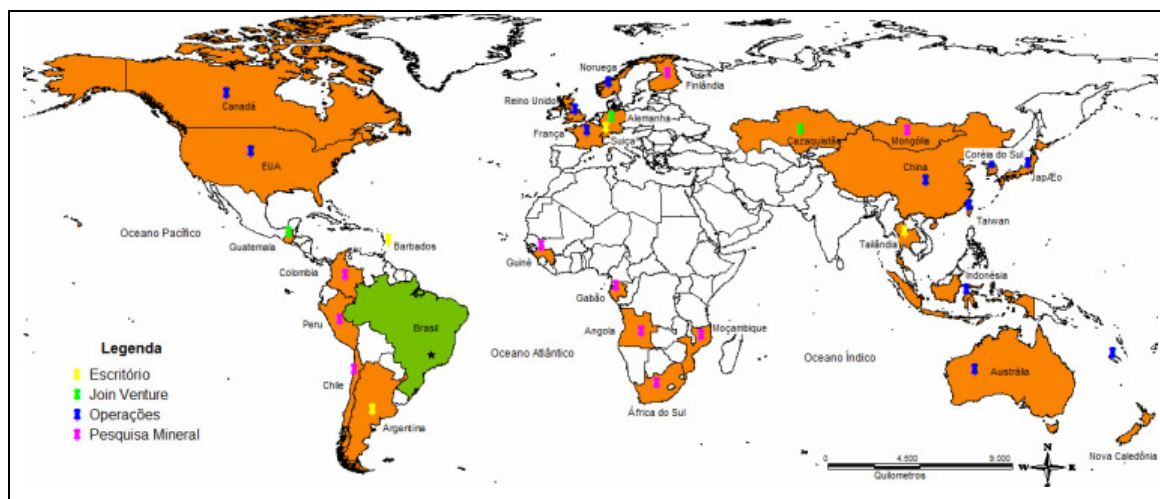 Noruega
Finlândia
Reino Unido
Canadá
Alemanha
França
Suiça
Cazaquistão
Mongólia
EUA
Coréia do Sul
China
JapÆo
Taiwan
Oceano Pacífico
Guatemala
Barbados
Tailândia
Guiné
Colombia
Indonésia
Gabão
Peru
Brasil
Angola
Moçambique
Oceano Atlântico
Oceano Índico
Legenda
Escritório
Join Venture
Operações
Pesquisa Mineral
Chile
Austrália
África do Sul
Argentina
Nova Caledônia
0 4.500 9.000
Quilometros
N
W E
S